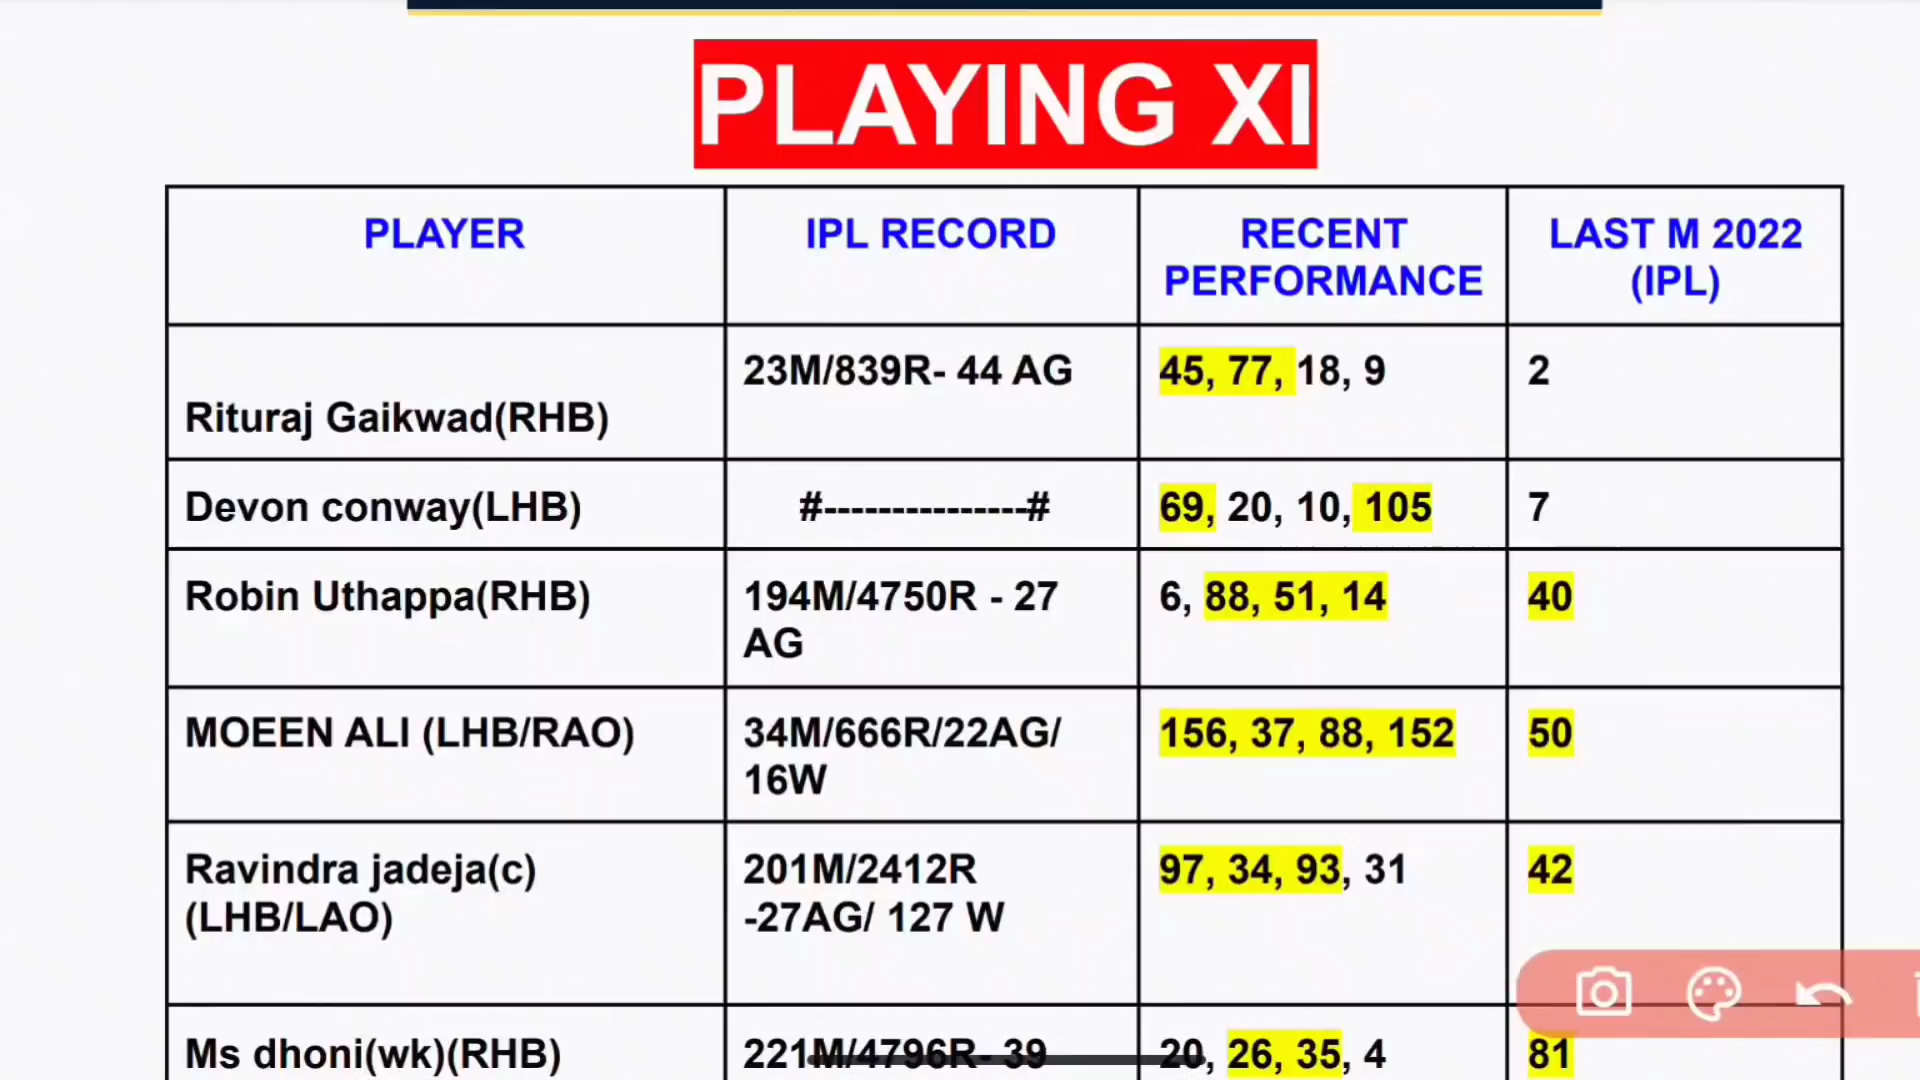 PLAYING XI
PLAYER
IPL RECORD
RECENT
PERFORMANCE
LAST M 2022
(IPL)
Rituraj Gaikwad(RHB)
23M/839R- 44 AG
45, 77, 18, 9
2
Devon conway(LHB)
#---------------#
69, 20, 10, 105
7
Robin Uthappa(RHB)
194M/4750R - 27
AG
6, 88, 51, 14
40
MOEEN ALI (LHB/RAO)
34M/666R/22AG/
16W
156, 37, 88, 152
50
Ravindra jadeja(c)
(LHB/LAO)
201M/2412R
-27AG/ 127 W
97, 34, 93, 31
42
Ms dhoni(wk)(RHB)
221M/4796R- 39
20, 26, 35, 4
81